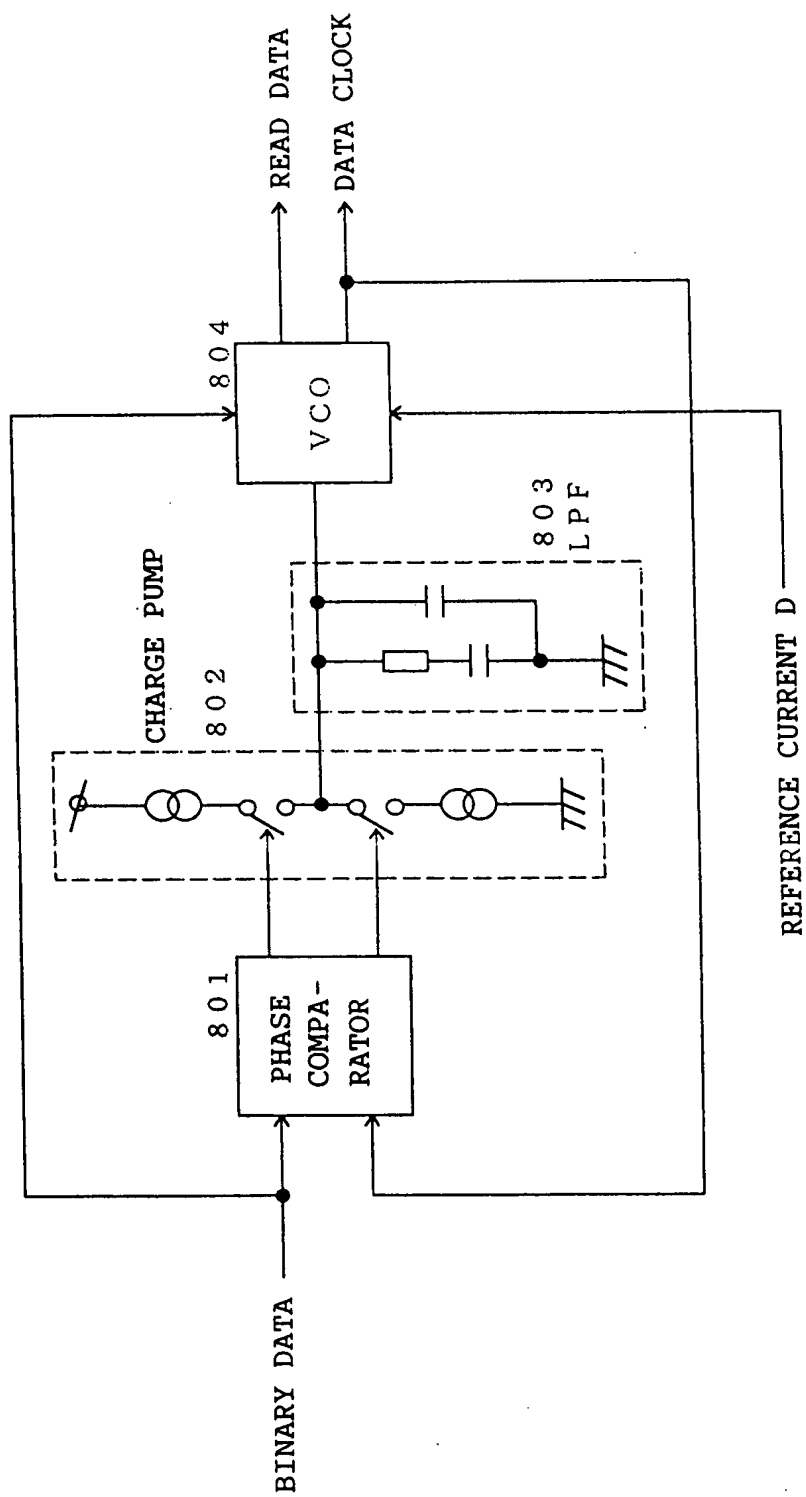 BINARY DATA
801
PHASE
COMPA-
RATOR
CHARGE PUMP
802
803
LPF
804
VCO
READ DATA
DATA CLOCK
REFERENCE CURRENT D